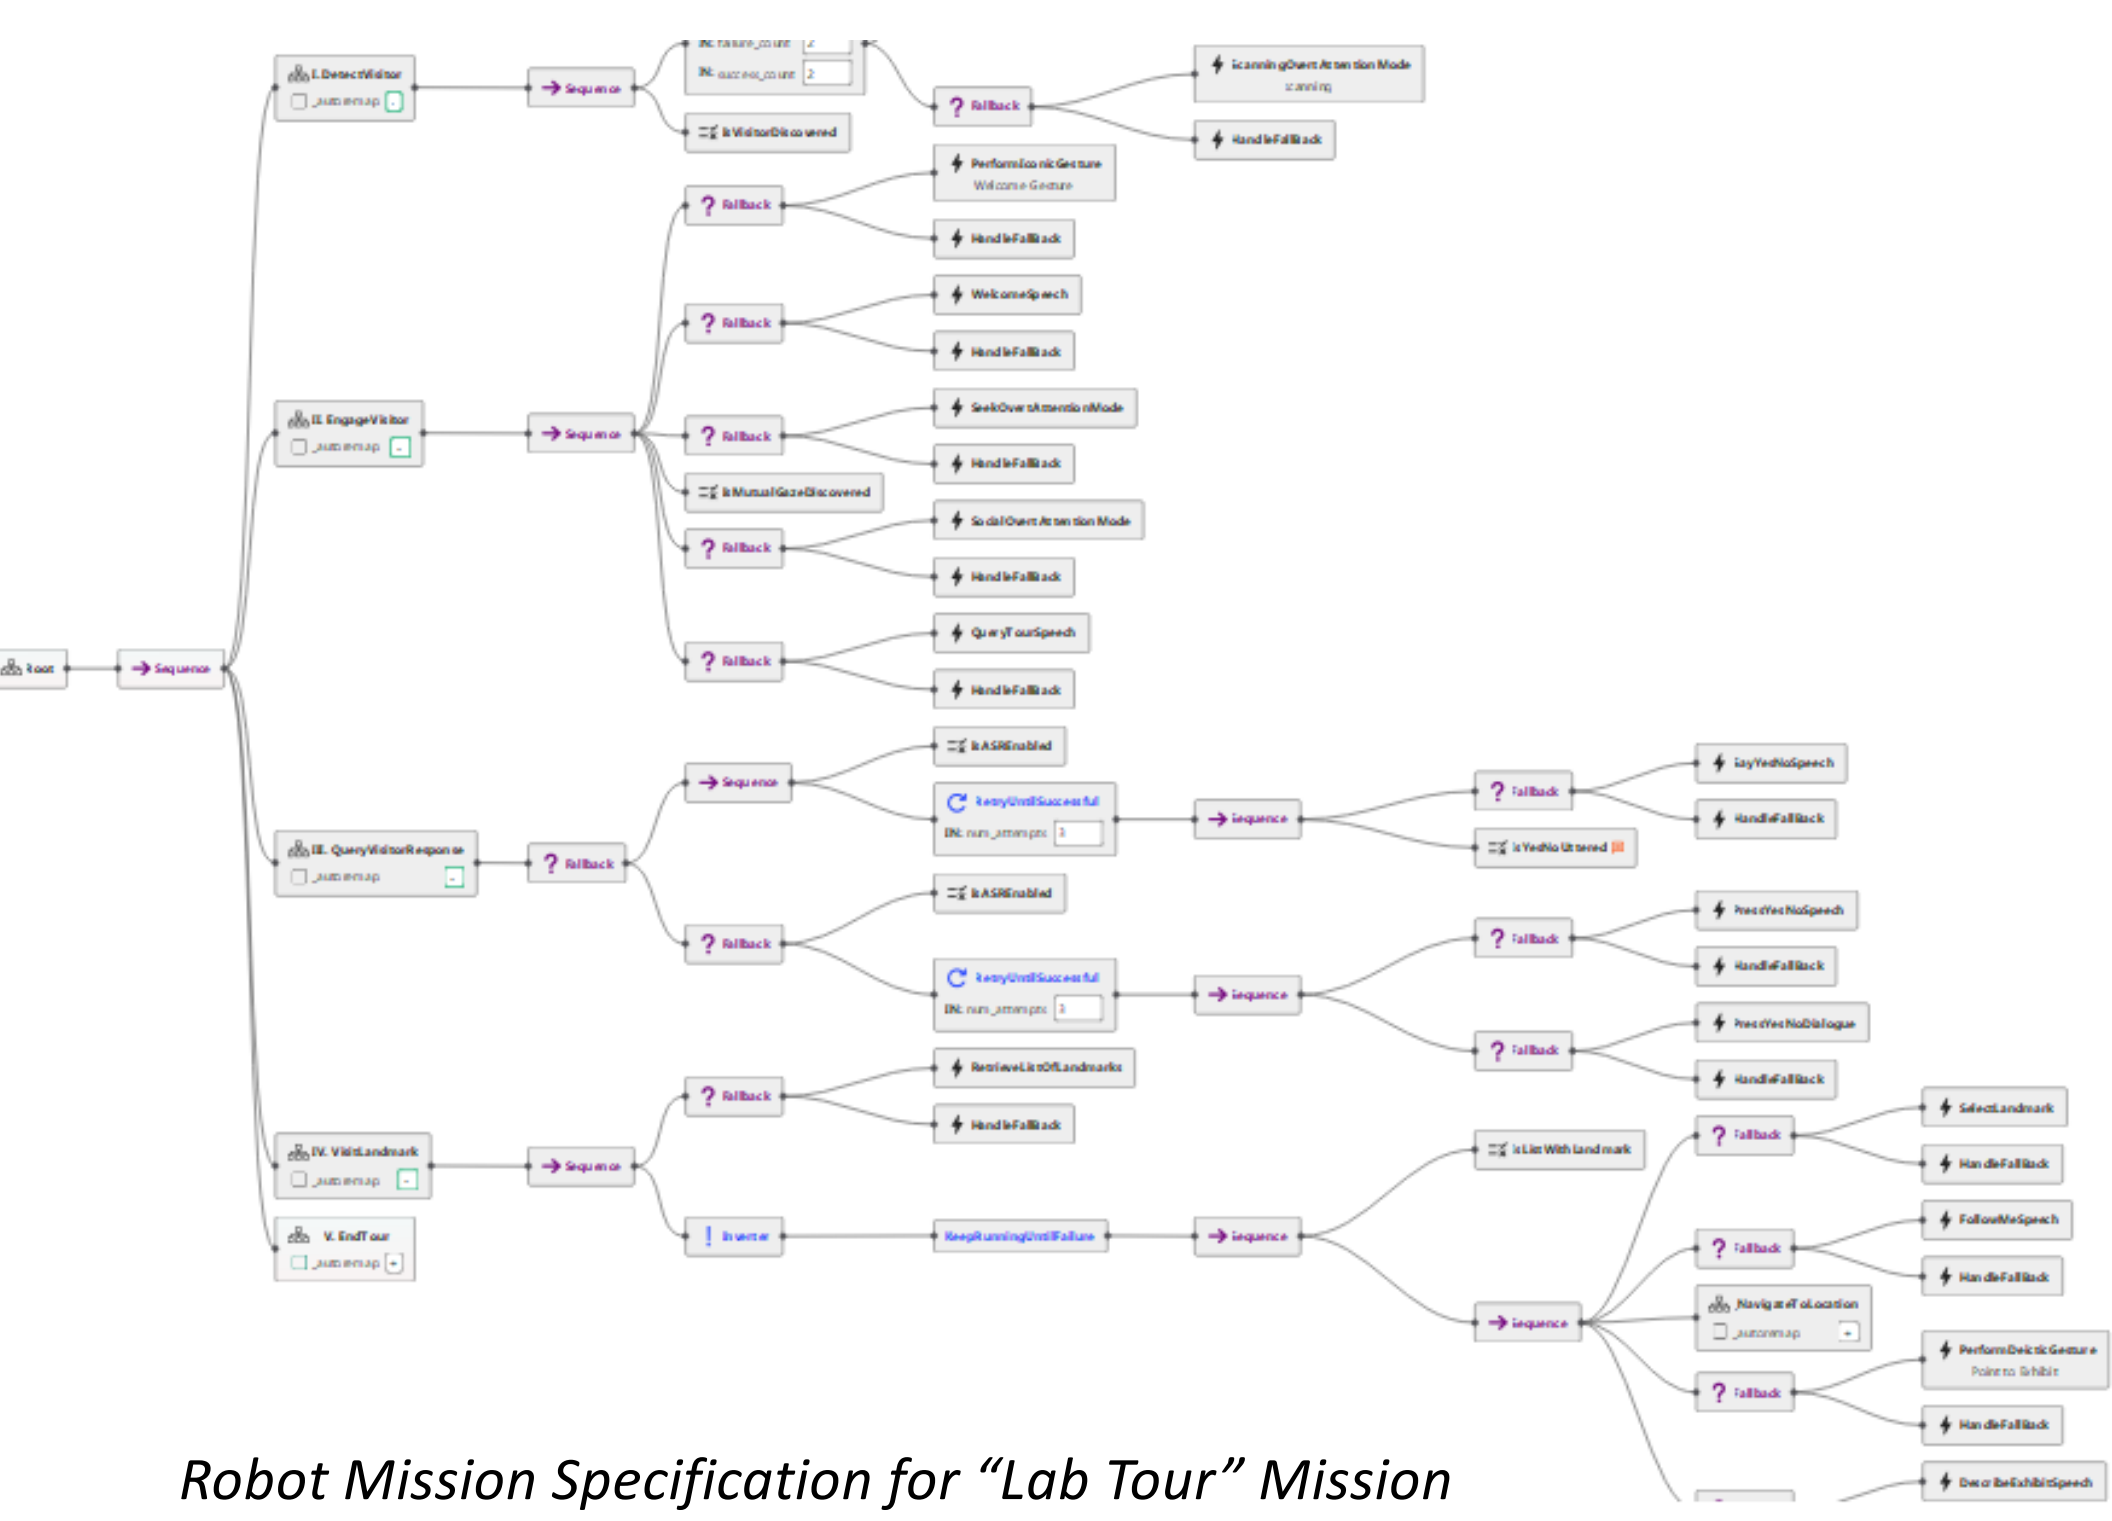 IN: failure_count 2
IN: success_count 2
I. DetectVisitor
_autoremap -
Sequence
IsVisitorDiscovered
Fallback
ScanningOvertAttentionMode
scanning
HandleFallBack
Fallback
PerformIconicGesture
Welcome Gesture
HandleFallBack
Fallback
WelcomeSpeech
HandleFallBack
II. EngageVisitor
_autoremap -
Sequence
Fallback
SeekOvertAttentionMode
HandleFallBack
IsMutualGazeDiscovered
Fallback
SocialOvertAttentionMode
HandleFallBack
Fallback
QueryTourSpeech
HandleFallBack
Root
Sequence
III. QueryVisitorResponse
_autoremap -
Fallback
Sequence
IsASREnabled
RetryUntilSuccessful
IN: num_attempts 3
Sequence
Fallback
SayYesNoSpeech
HandleFallBack
IsYesNoUttered
Fallback
IsASREnabled
RetryUntilSuccessful
IN: num_attempts 3
Sequence
Fallback
PressYesNoSpeech
HandleFallBack
Fallback
PressYesNoDialogue
HandleFallBack
IV. VisitLandmark
_autoremap -
Sequence
Fallback
RetrieveListOfLandmarks
HandleFallBack
Inverter
KeepRunningUntilFailure
Sequence
IsListWithLandmark
Sequence
Fallback
SelectLandmark
HandleFallBack
Fallback
FollowMeSpeech
HandleFallBack
_NavigateToLocation
_autoremap +
Fallback
PerformDeicticGesture
Point to Exhibit
HandleFallBack
DescribeExhibitSpeech
V. EndTour
_autoremap +
Robot Mission Specification for “Lab Tour” Mission